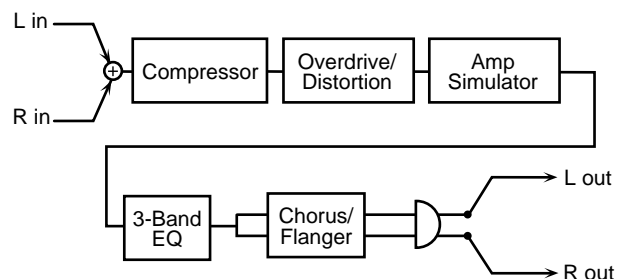 L in
R in
+
Compressor
Overdrive/
Distortion
Amp
Simulator
3-Band
EQ
Chorus/
Flanger
L out
R out